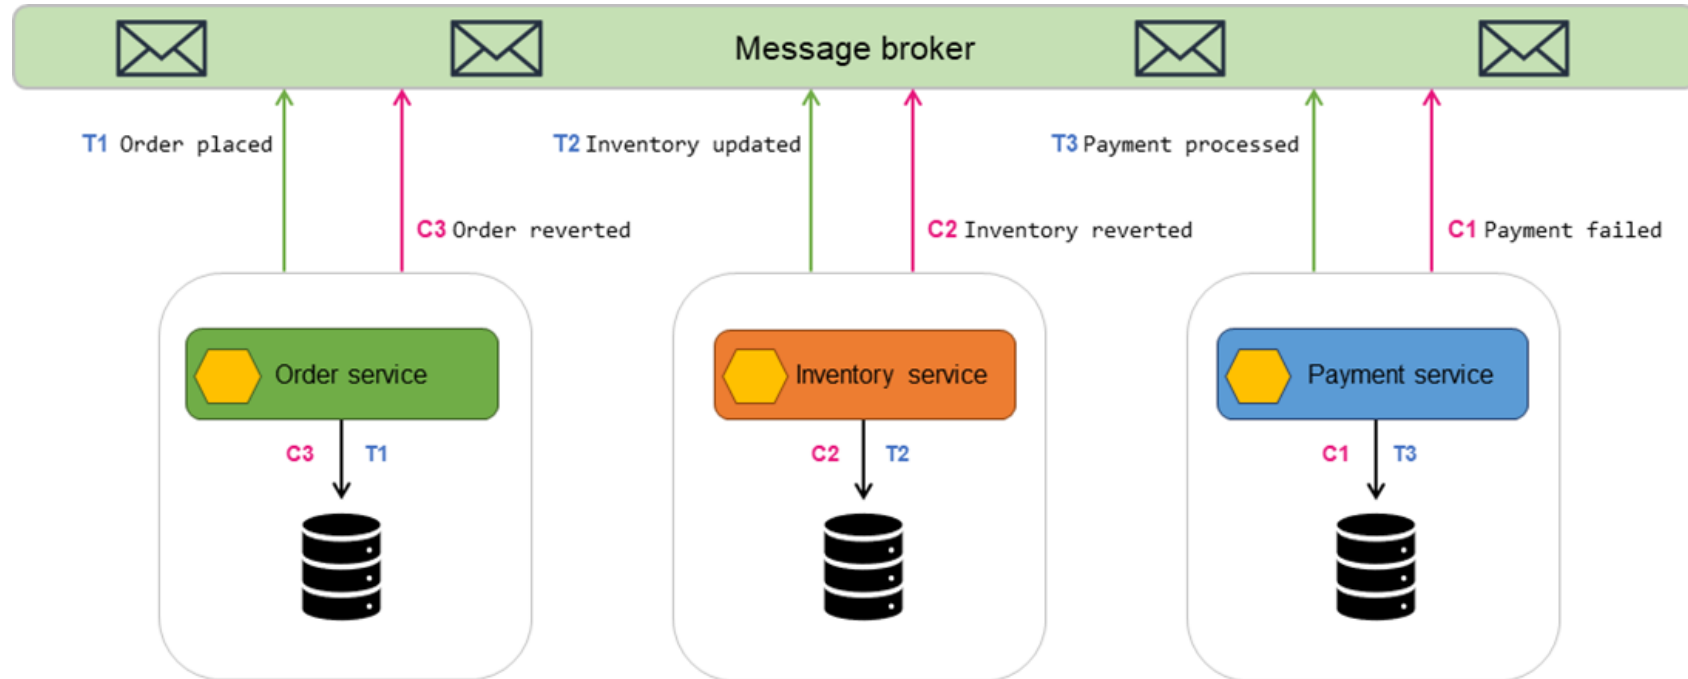 Message broker
T1 Order placed
T2 Inventory updated
T3 Payment processed
C3 Order reverted
C2 Inventory reverted
C1 Payment failed
Order service
Inventory service
Payment service
C3 T1
C2 T2
C1 T3